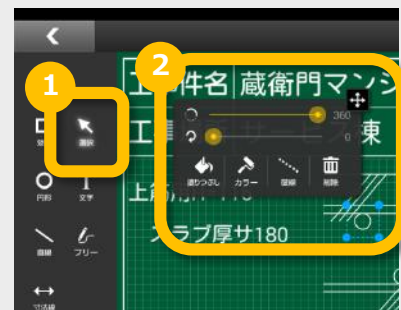 1
2
件名 蔵衛門マンシ
工
棟
360
0
選択
塗りつぶし カラー 破線 削除
円形 文字
上
スラブ厚サ180
直線 フリー
寸法線